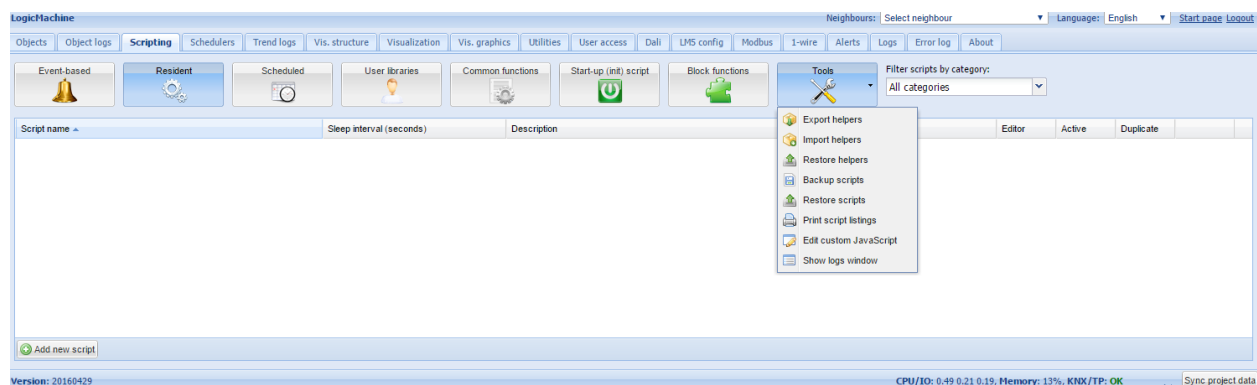 LogicMachine Neighbours: Select neighbour Language: English Start page Logout
Objects Object logs Scripting Schedulers Trend logs Vis. structure Visualization Vis. graphics Utilities User access Dali LM5 config Modbus 1-wire Alerts Logs Error log About
Event-based Resident Scheduled User libraries Common functions Start-up (init) script Block functions Tools Filter scripts by category:
All categories
Script name Sleep interval (seconds) Description Editor Active Duplicate
Export helpers
Import helpers
Restore helpers
Backup scripts
Restore scripts
Print script listings
Edit custom JavaScript
Show logs window
Add new script
Version: 20160429 CPU/IO: 0.49 0.21 0.19, Memory: 13%, KNX/TP: OK Sync project data